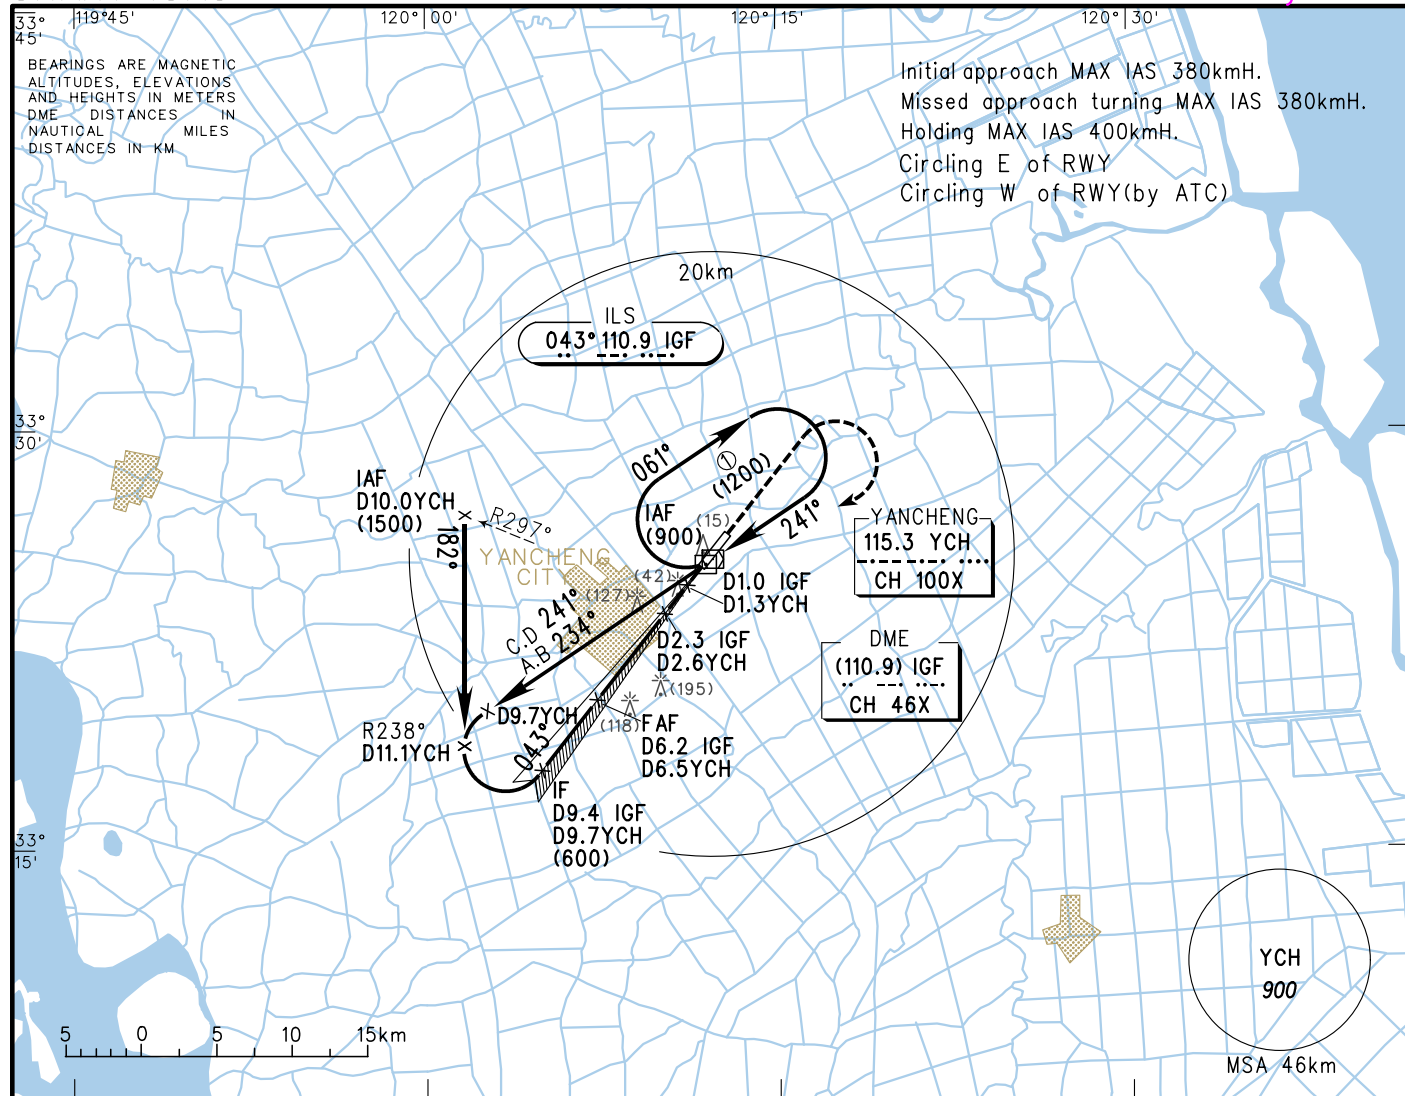 119°45'
120°00'
120°15'
120°30'
33°
45'
BEARINGS ARE MAGNETIC
ALTITUDES, ELEVATIONS
AND HEIGHTS IN METERS
DME DISTANCES IN
NAUTICAL MILES
DISTANCES IN KM
Initial approach MAX IAS 380kmH.
Missed approach turning MAX IAS 380kmH.
Holding MAX IAS 400kmH.
Circling E of RWY
Circling W of RWY(by ATC)
20km
ILS
043° 110.9 IGF
33°
30'
061°
①
(1200)
241°
IAF
D10.0YCH
(1500)
R297°
182°
IAF
(900)
(15)
YANCHENG
CITY
(42)
(127)
YANCHENG
115.3 YCH
CH 100X
D1.0 IGF
D1.3YCH
C.D 241°
A.B 234°
D2.3 IGF
D2.6YCH
DME
(110.9) IGF
CH 46X
(195)
(118)
D9.7YCH
R238°
D11.1YCH
043°
FAF
D6.2 IGF
D6.5YCH
IF
D9.4 IGF
D9.7YCH
(600)
33°
15'
YCH
900
MSA 46km
5 0 5 10 15km